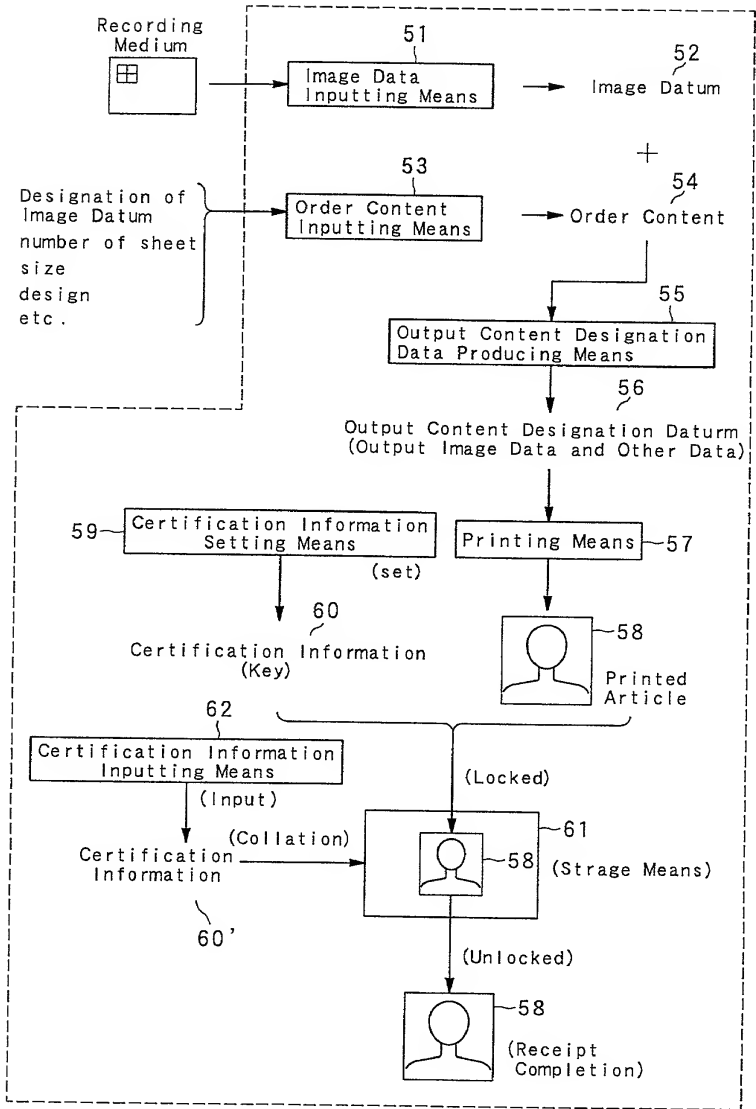 Recording
Medium
51
Image Data
Inputting Means
52
Image Datum
+
Designation of
Image Datum
number of sheet
size
design
etc.
53
Order Content
Inputting Means
54
Order Content
55
Output Content Designation
Data Producing Means
56
Output Content Designation Daturm
(Output Image Data and Other Data)
59
Certification Information
Setting Means
(set)
Printing Means
57
60
Certification Information
(Key)
58
Printed
Article
62
Certification Information
Inputting Means
(Input)
(Locked)
(Collation)
Certification
Information
60'
61
58
(Strage Means)
(Unlocked)
58
(Receipt
Completion)